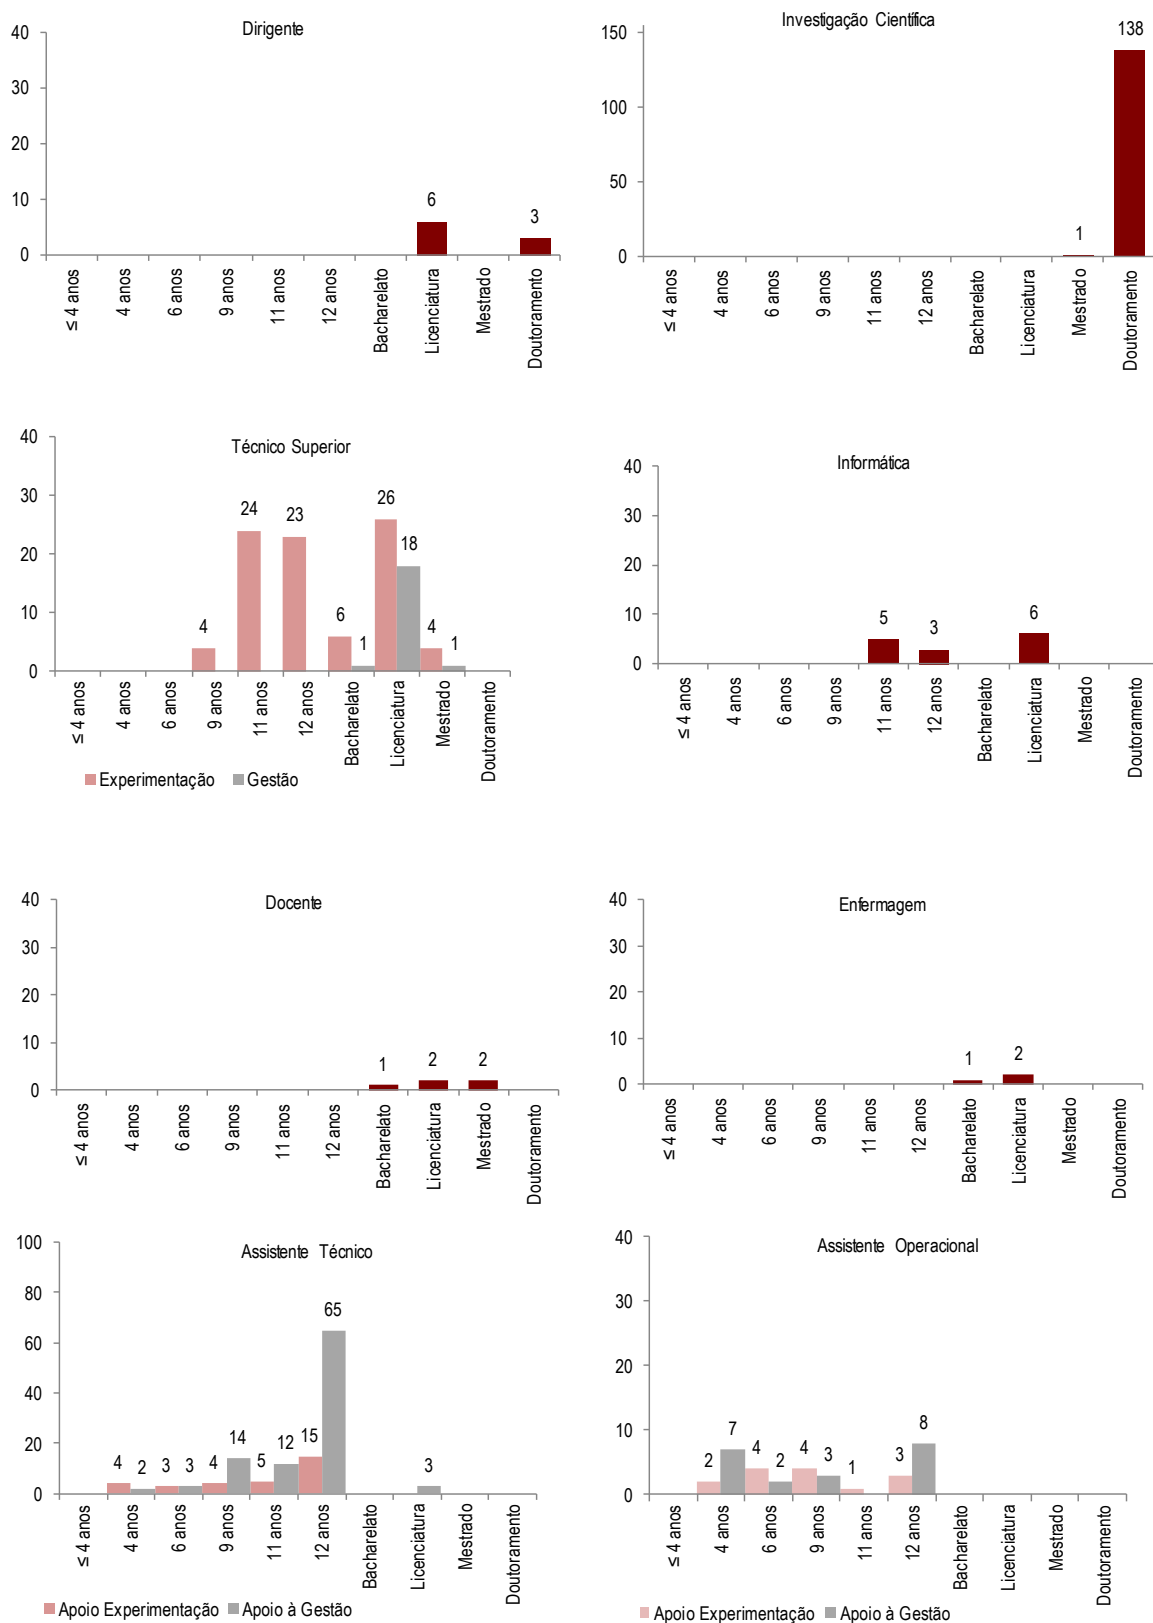 Dirigente
40
30
20
10
0
6
3
≤ 4 anos
4 anos
6 anos
9 anos
11 anos
12 anos
Bacharelato
Licenciatura
Mestrado
Doutoramento
Investigação Científica
150
100
50
0
1
138
≤ 4 anos
4 anos
6 anos
9 anos
11 anos
12 anos
Bacharelato
Licenciatura
Mestrado
Doutoramento
Técnico Superior
40
30
20
10
0
4
24
23
6
1
26
18
4
1
≤ 4 anos
4 anos
6 anos
9 anos
11 anos
12 anos
Bacharelato
Licenciatura
Mestrado
Doutoramento
Experimentação Gestão
Informática
40
30
20
10
0
5
3
6
≤ 4 anos
4 anos
6 anos
9 anos
11 anos
12 anos
Bacharelato
Licenciatura
Mestrado
Doutoramento
Docente
40
30
20
10
0
1
2
2
≤ 4 anos
4 anos
6 anos
9 anos
11 anos
12 anos
Bacharelato
Licenciatura
Mestrado
Doutoramento
Enfermagem
40
30
20
10
0
1
2
≤ 4 anos
4 anos
6 anos
9 anos
11 anos
12 anos
Bacharelato
Licenciatura
Mestrado
Doutoramento
Assistente Técnico
100
80
60
40
20
0
4
2
3
3
4
14
5
12
15
65
3
≤ 4 anos
4 anos
6 anos
9 anos
11 anos
12 anos
Bacharelato
Licenciatura
Mestrado
Doutoramento
Apoio Experimentação Apoio à Gestão
Assistente Operacional
40
30
20
10
0
2
7
4
2
4
3
1
3
8
≤ 4 anos
4 anos
6 anos
9 anos
11 anos
12 anos
Bacharelato
Licenciatura
Mestrado
Doutoramento
Apoio Experimentação Apoio à Gestão